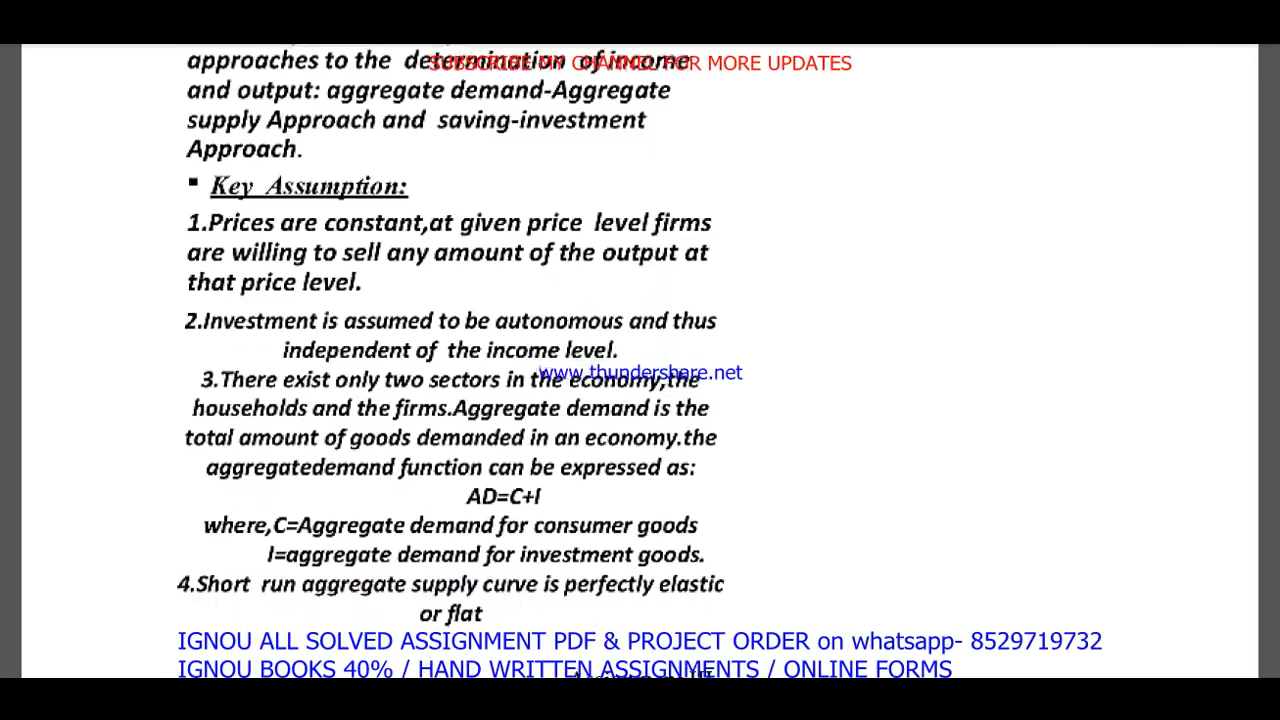 approaches to the determination of income
SUBSCRIBE MY CHANNEL FOR MORE UPDATES
and output: aggregate demand-Aggregate
supply Approach and saving-investment
Approach.
▪ Key Assumption:
1.Prices are constant,at given price level firms
are willing to sell any amount of the output at
that price level.
2.Investment is assumed to be autonomous and thus
independent of the income level.
www.thundershare.net
3.There exist only two sectors in the economy,the
households and the firms.Aggregate demand is the
total amount of goods demanded in an economy.the
aggregatedemand function can be expressed as:
AD=C+I
where,C=Aggregate demand for consumer goods
I=aggregate demand for investment goods.
4.Short run aggregate supply curve is perfectly elastic
or flat
IGNOU ALL SOLVED ASSIGNMENT PDF & PROJECT ORDER on whatsapp- 8529719732
IGNOU BOOKS 40% / HAND WRITTEN ASSIGNMENTS / ONLINE FORMS